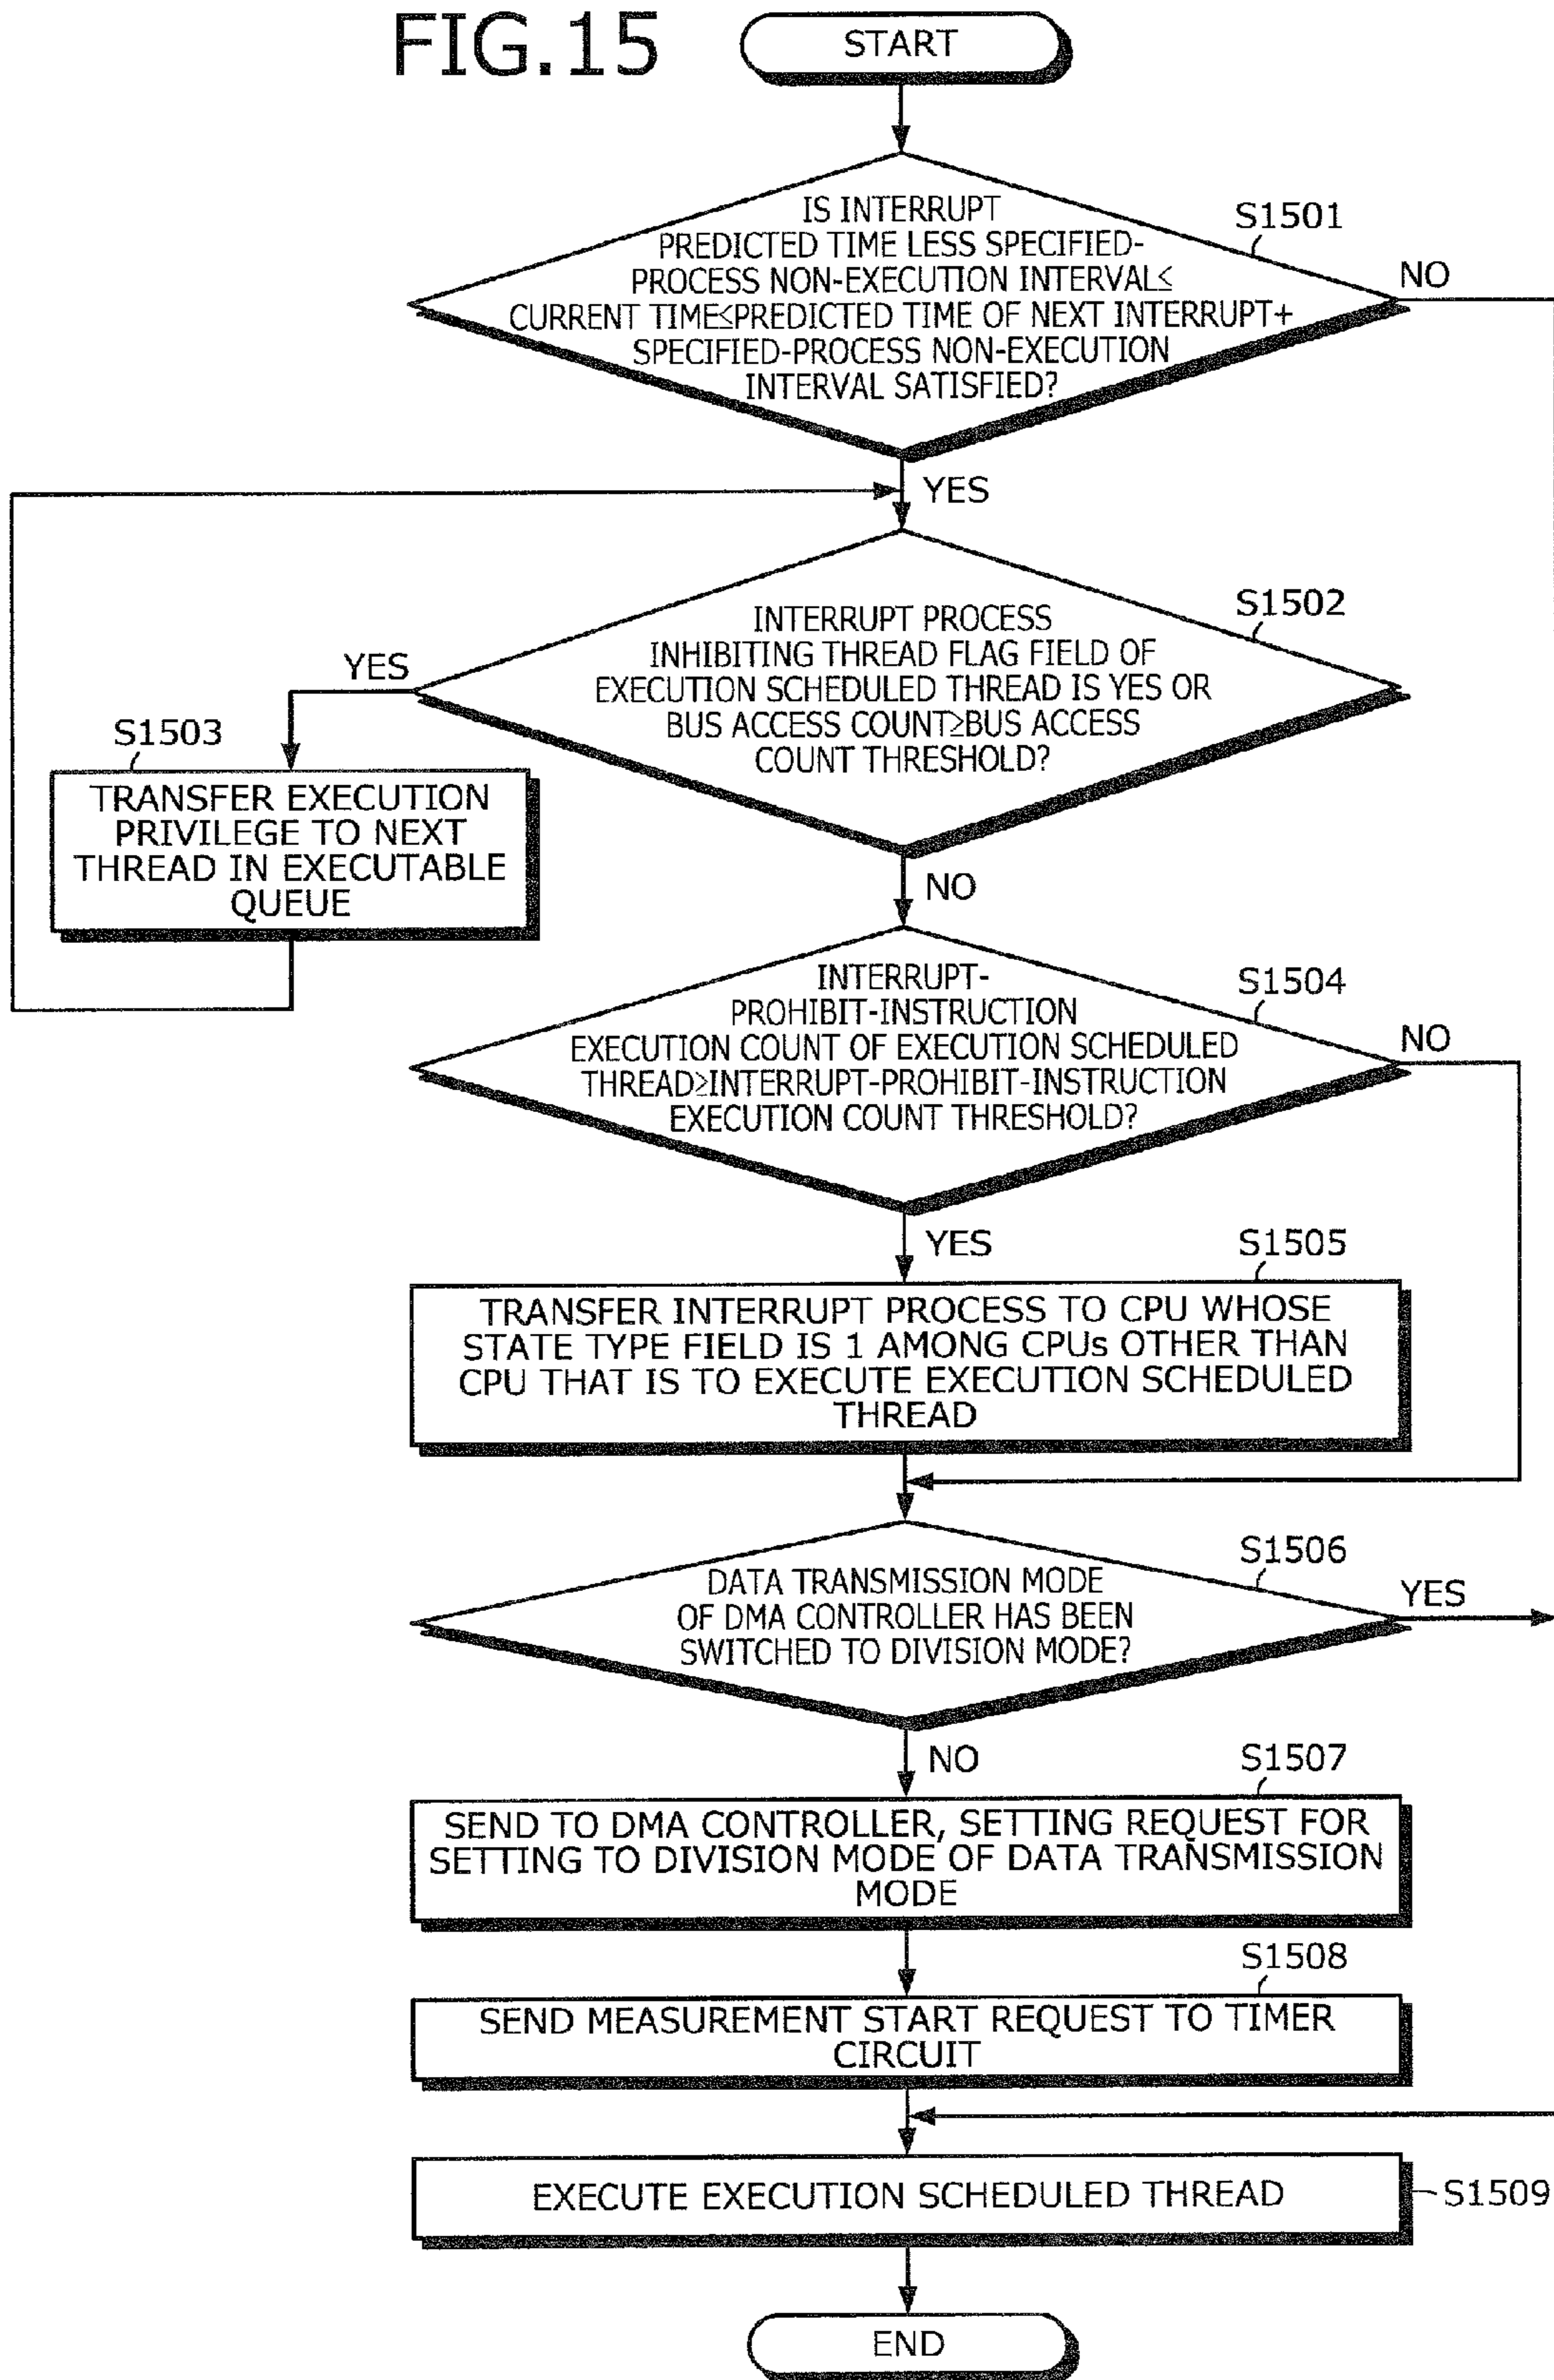 FIG.15
START
IS INTERRUPT
PREDICTED TIME LESS SPECIFIED-
PROCESS NON-EXECUTION INTERVAL≤
CURRENT TIME≤PREDICTED TIME OF NEXT INTERRUPT+
SPECIFIED-PROCESS NON-EXECUTION
INTERVAL SATISFIED?
S1501
NO
YES
INTERRUPT PROCESS
INHIBITING THREAD FLAG FIELD OF
EXECUTION SCHEDULED THREAD IS YES OR
BUS ACCESS COUNT≥BUS ACCESS
COUNT THRESHOLD?
S1502
YES
S1503
TRANSFER EXECUTION
PRIVILEGE TO NEXT
THREAD IN EXECUTABLE
QUEUE
NO
INTERRUPT-
PROHIBIT-INSTRUCTION
EXECUTION COUNT OF EXECUTION SCHEDULED
THREAD≥INTERRUPT-PROHIBIT-INSTRUCTION
EXECUTION COUNT THRESHOLD?
S1504
NO
YES
S1505
TRANSFER INTERRUPT PROCESS TO CPU WHOSE
STATE TYPE FIELD IS 1 AMONG CPUs OTHER THAN
CPU THAT IS TO EXECUTE EXECUTION SCHEDULED
THREAD
S1506
DATA TRANSMISSION MODE
OF DMA CONTROLLER HAS BEEN
SWITCHED TO DIVISION MODE?
YES
NO
S1507
SEND TO DMA CONTROLLER, SETTING REQUEST FOR
SETTING TO DIVISION MODE OF DATA TRANSMISSION
MODE
S1508
SEND MEASUREMENT START REQUEST TO TIMER
CIRCUIT
EXECUTE EXECUTION SCHEDULED THREAD
S1509
END